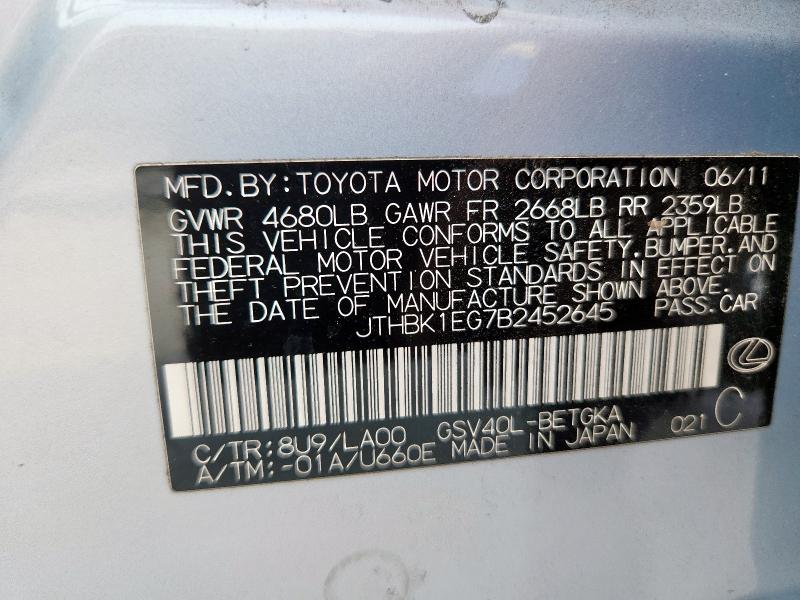 MFD.BY:TOYOTA MOTOR CORPORATION 06/11
GVWR 4680LB GAWR FR 2668LB RR 2359LB
THIS VEHICLE CONFORMS TO ALL APPLICABLE
FEDERAL MOTOR VEHICLE SAFETY.BUMPER.AND
THEFT PREVENTION STANDARDS IN EFFECT ON
THE DATE OF MANUFACTURE SHOWN ABOVE.
JTHBK1EG7B2452645 PASS.CAR
C/TR:8U9/LA00 GSV40L-BETGKA 021 C
A/TM:-01A/U660E MADE IN JAPAN